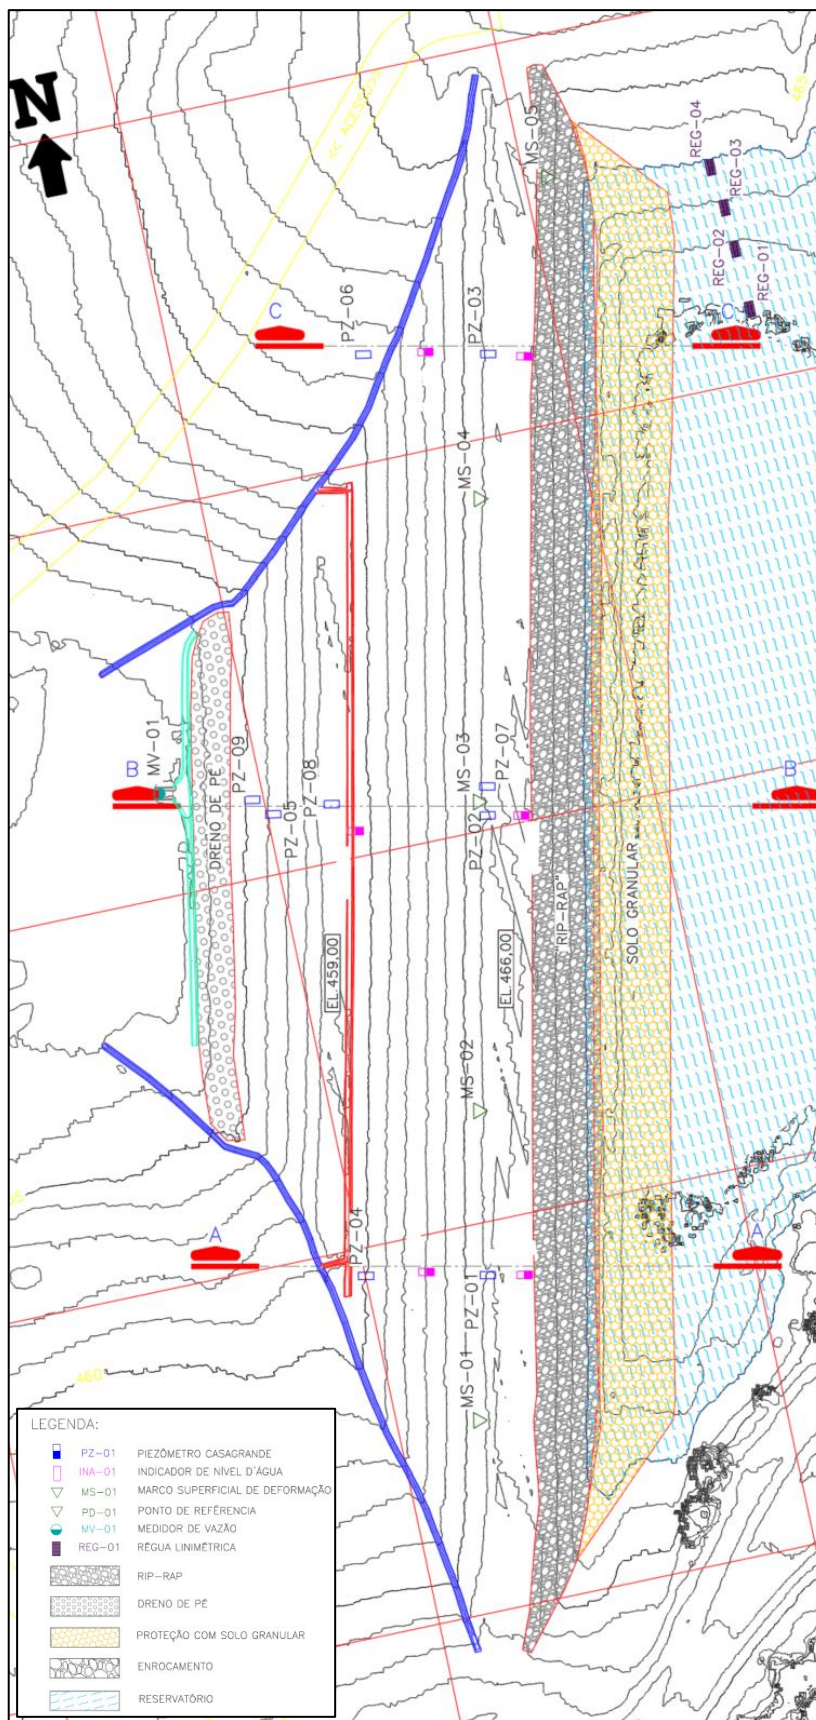 N
<< ACESSO>>
465
MS-05
REG-04
REG-03
REG-02
REG-01
C
PZ-06
PZ-03
C
MS-04
B
MV-01
DRENO DE PÉ
PZ-09
PZ-05
PZ-08
MS-03
PZ-02
PZ-07
B
"RIP-RAP"
SOLO GRANULAR
EL.459,00
EL.466,00
MS-02
A
PZ-04
PZ-01
MS-01
A
460
LEGENDA:
PZ-01 PIEZÔMETRO CASAGRANDE
INA-01 INDICADOR DE NÍVEL D'ÁGUA
MS-01 MARCO SUPERFICIAL DE DEFORMAÇÃO
PD-01 PONTO DE REFERÊNCIA
MV-01 MEDIDOR DE VAZÃO
REG-01 RÉGUA LINIMÉTRICA
RIP-RAP
DRENO DE PÉ
PROTEÇÃO COM SOLO GRANULAR
ENROCAMENTO
RESERVATÓRIO